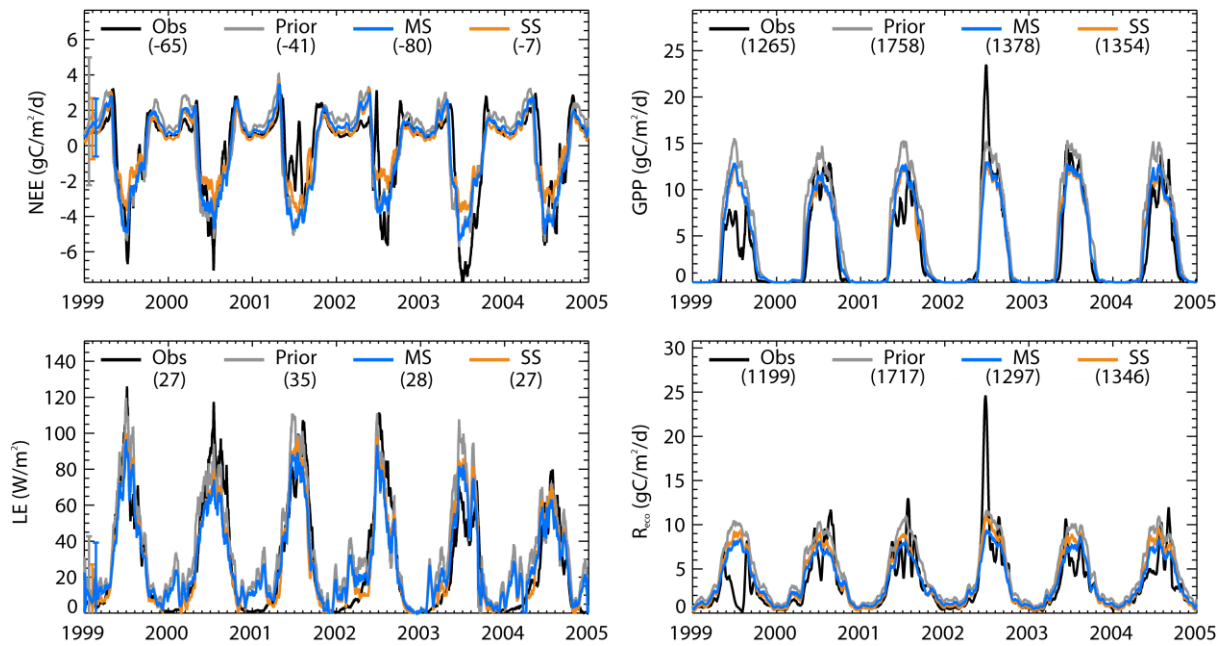 Obs Prior MS SS
(-65) (-41) (-80) (-7)
NEE (gC/m²/d)
6
4
2
0
-2
-4
-6
1999 2000 2001 2002 2003 2004 2005
Obs Prior MS SS
(1265) (1758) (1378) (1354)
GPP (gC/m²/d)
30
25
20
15
10
5
0
1999 2000 2001 2002 2003 2004 2005
Obs Prior MS SS
(27) (35) (28) (27)
LE (W/m²)
140
120
100
80
60
40
20
0
1999 2000 2001 2002 2003 2004 2005
Obs Prior MS SS
(1199) (1717) (1297) (1346)
Reco (gC/m²/d)
30
25
20
15
10
5
0
1999 2000 2001 2002 2003 2004 2005